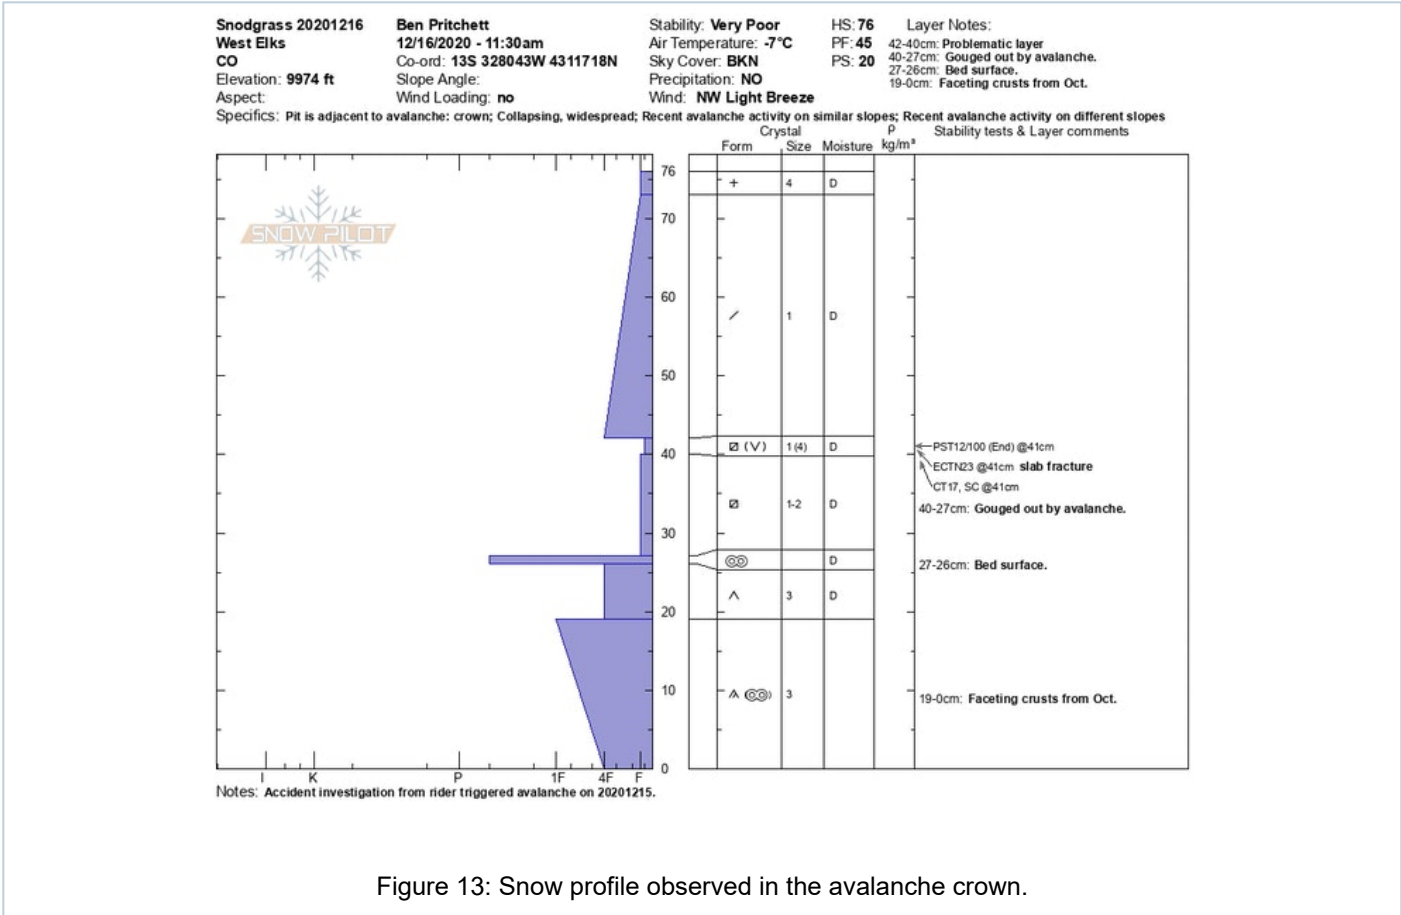 Snodgrass 20201216
West Elks
CO
Elevation: 9974 ft
Aspect:
Ben Pritchett
12/16/2020 - 11:30am
Co-ord: 13S 328043W 4311718N
Slope Angle:
Wind Loading: no
Stability: Very Poor
Air Temperature: -7°C
Sky Cover: BKN
Precipitation: NO
Wind: NW Light Breeze
HS: 76
PF: 45
PS: 20
Layer Notes:
42-40cm: Problematic layer
40-27cm: Gouged out by avalanche.
27-26cm: Bed surface.
19-0cm: Faceting crusts from Oct.
Specifics: Pit is adjacent to avalanche: crown; Collapsing, widespread; Recent avalanche activity on similar slopes; Recent avalanche activity on different slopes
Crystal
Form Size Moisture
ρ
kg/m³
Stability tests & Layer comments
SNOW PILOT
76
70
60
50
40
30
20
10
0
+ 4 D
/ 1 D
(V) 1(4) D
1-2 D
D
3 D
3
PST12/100 (End) @41cm
ECTN23 @41cm slab fracture
CT17, SC @41cm
40-27cm: Gouged out by avalanche.
27-26cm: Bed surface.
19-0cm: Faceting crusts from Oct.
I K P 1F 4F F
Notes: Accident investigation from rider triggered avalanche on 20201215.
Figure 13: Snow profile observed in the avalanche crown.